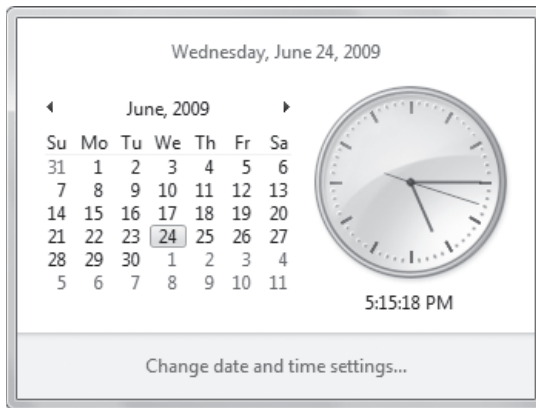 Wednesday, June 24, 2009
June, 2009
Su Mo Tu We Th Fr Sa
31 1 2 3 4 5 6
7 8 9 10 11 12 13
14 15 16 17 18 19 20
21 22 23 24 25 26 27
28 29 30 1 2 3 4
5 6 7 8 9 10 11
5:15:18 PM
Change date and time settings...